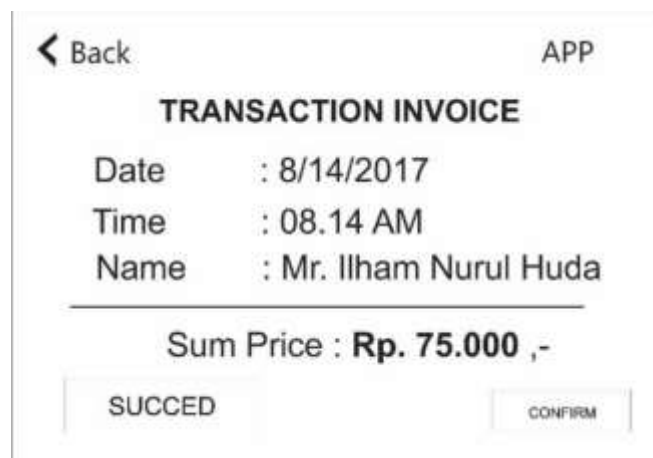 Back APP
TRANSACTION INVOICE
Date : 8/14/2017
Time : 08.14 AM
Name : Mr. Ilham Nurul Huda
Sum Price : Rp. 75.000 ,-
SUCCED CONFIRM